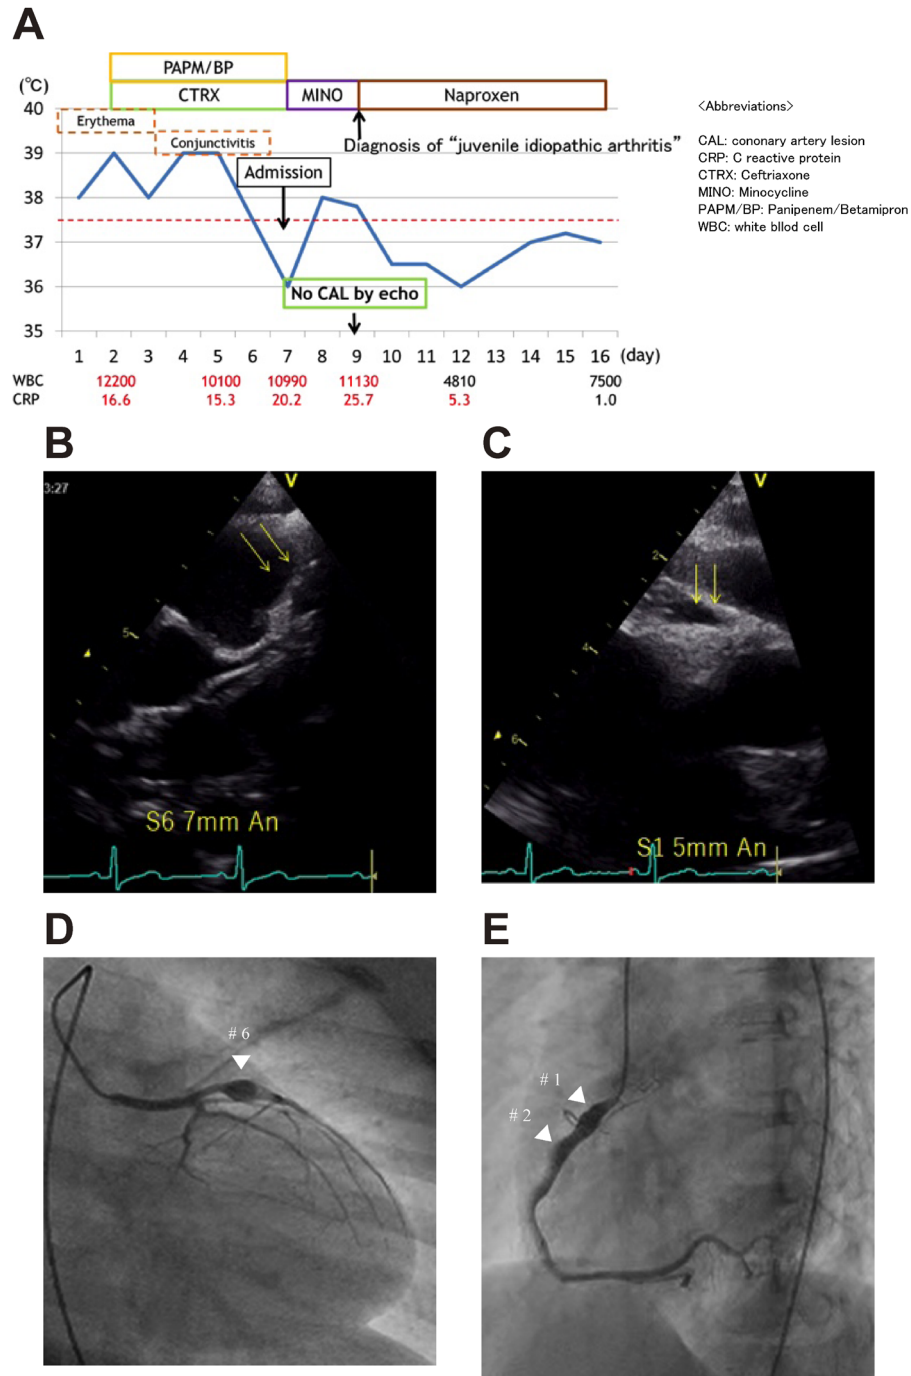 A
PAPM/BP
(℃)
CTRX
MINO
Naproxen
40
Erythema
Diagnosis of “juvenile idiopathic arthritis”
Conjunctivitis
39
Admission
38
37
36
No CAL by echo
35
1 2 3 4 5 6 7 8 9 10 11 12 13 14 15 16 (day)
WBC 12200 10100 10990 11130 4810 7500
CRP 16.6 15.3 20.2 25.7 5.3 1.0
<Abbreviations>
CAL: cononary artery lesion
CRP: C reactive protein
CTRX: Ceftriaxone
MINO: Minocycline
PAPM/BP: Panipenem/Betamipron
WBC: white bllod cell
B
3:27
V
5
S6 7mm An
C
V
2
4
6
S1 5mm An
D
# 6
E
# 1
# 2